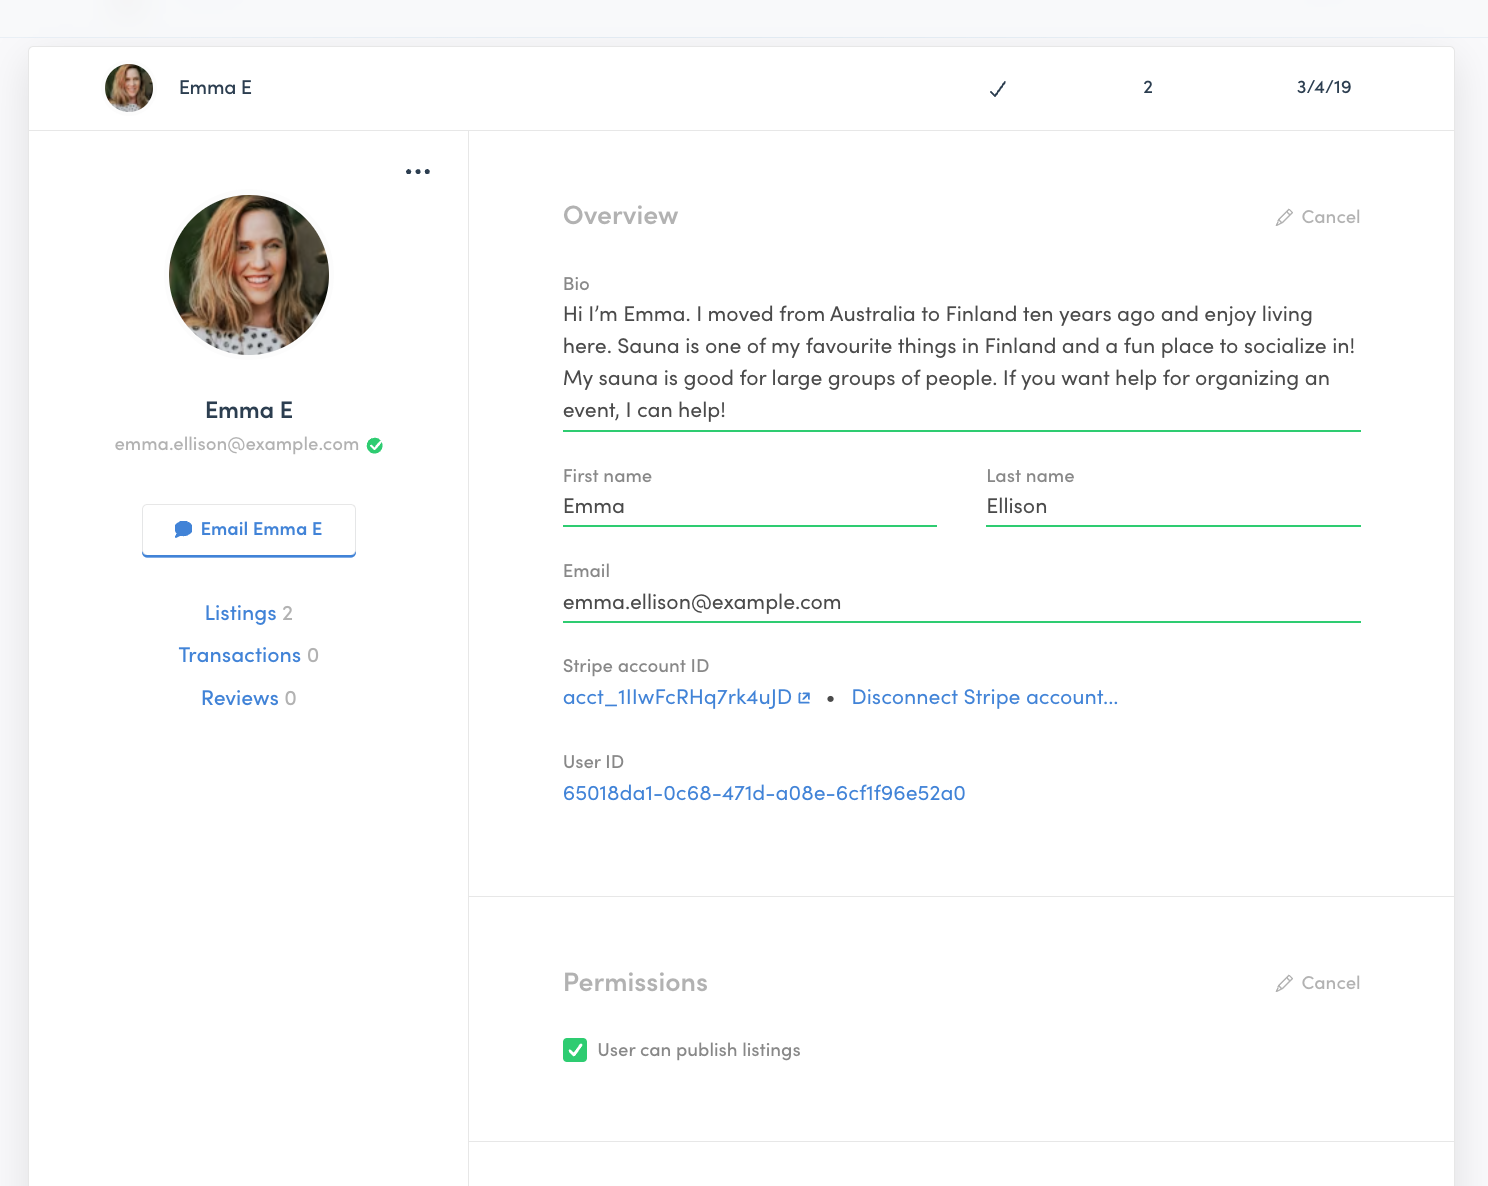 Emma E
2
3/4/19
Emma E
emma.ellison@example.com
Email Emma E
Listings 2
Transactions 0
Reviews 0
Overview
Cancel
Bio
Hi I’m Emma. I moved from Australia to Finland ten years ago and enjoy living
here. Sauna is one of my favourite things in Finland and a fun place to socialize in!
My sauna is good for large groups of people. If you want help for organizing an
event, I can help!
First name
Last name
Emma
Ellison
Email
emma.ellison@example.com
Stripe account ID
acct_1IIwFcRHq7rk4uJD • Disconnect Stripe account...
User ID
65018da1-0c68-471d-a08e-6cf1f96e52a0
Permissions
Cancel
User can publish listings